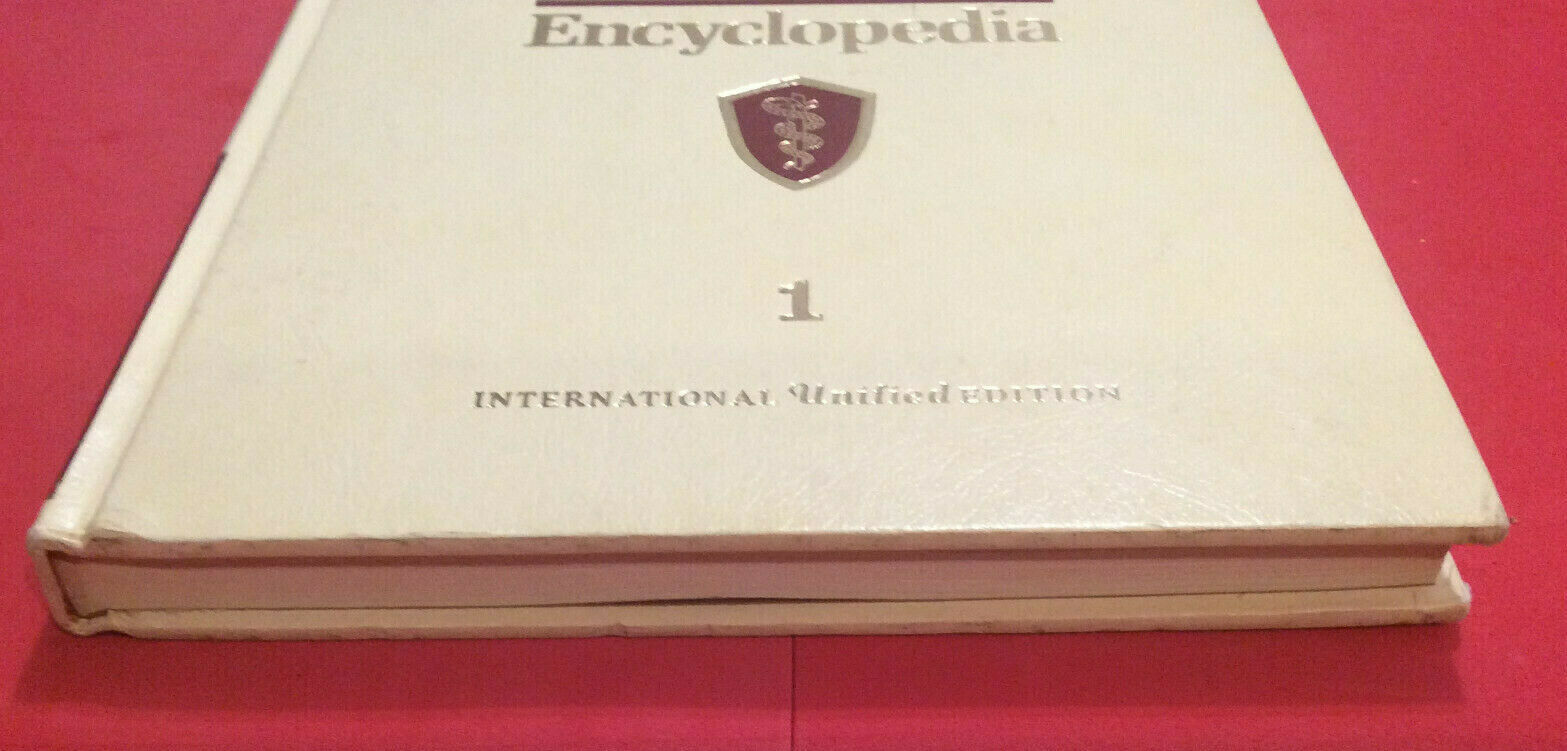 Encyclopedia
1
INTERNATIONAL Unified EDITION